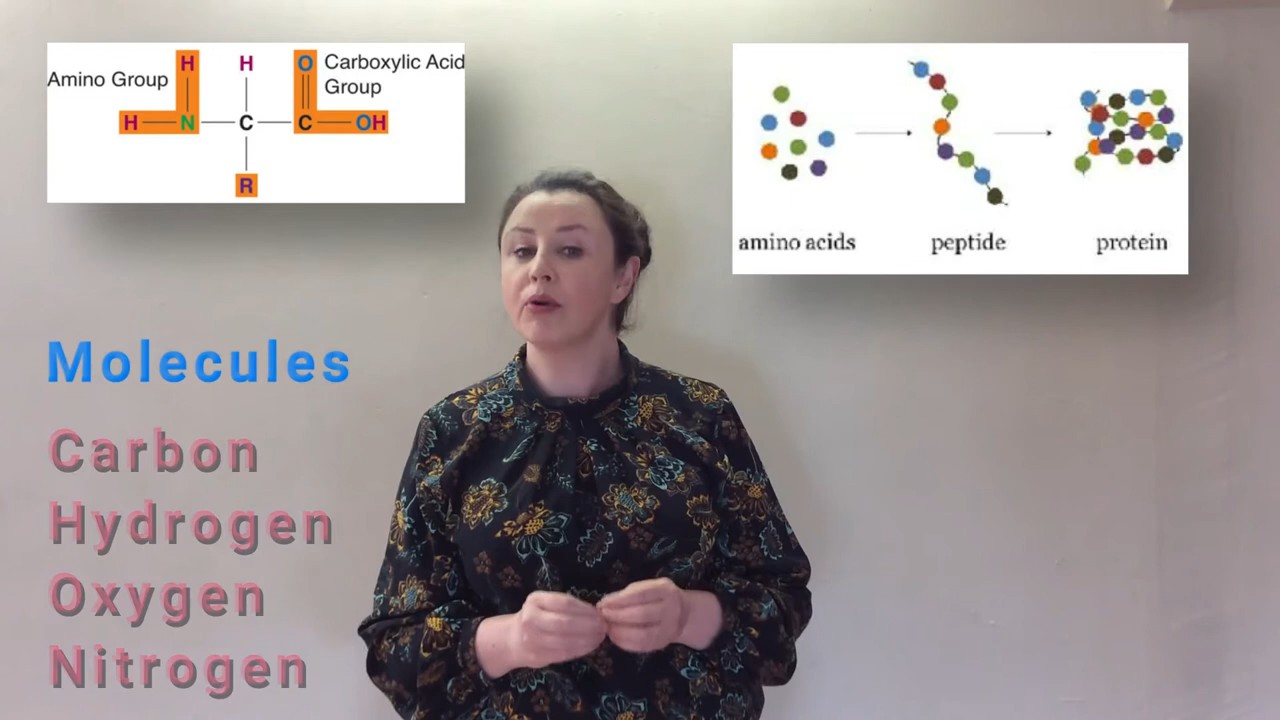 Amino Group
Carboxylic Acid
Group
H H O
H N C C OH
R
amino acids peptide protein
Molecules
Carbon
Hydrogen
Oxygen
Nitrogen